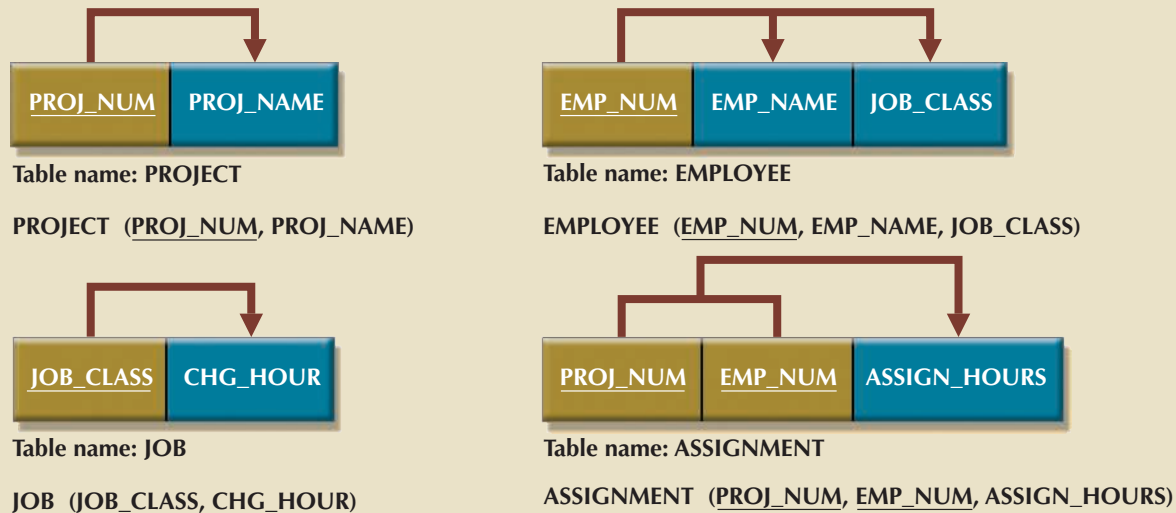 PROJ_NUM PROJ_NAME
Table name: PROJECT
PROJECT (PROJ_NUM, PROJ_NAME)
EMP_NUM EMP_NAME JOB_CLASS
Table name: EMPLOYEE
EMPLOYEE (EMP_NUM, EMP_NAME, JOB_CLASS)
JOB_CLASS CHG_HOUR
Table name: JOB
JOB (JOB_CLASS, CHG_HOUR)
PROJ_NUM EMP_NUM ASSIGN_HOURS
Table name: ASSIGNMENT
ASSIGNMENT (PROJ_NUM, EMP_NUM, ASSIGN_HOURS)